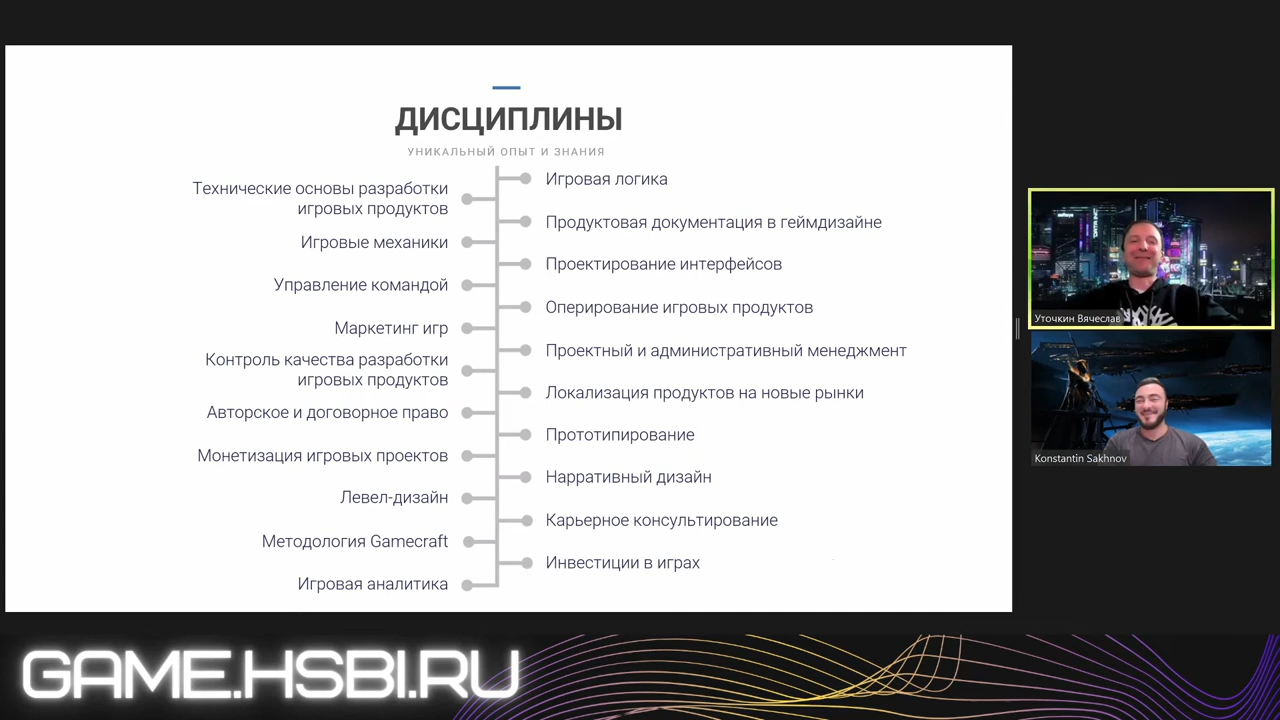 ДИСЦИПЛИНЫ
УНИКАЛЬНЫЙ ОПЫТ И ЗНАНИЯ
Технические основы разработки
игровых продуктов
Игровые механики
Управление командой
Маркетинг игр
Контроль качества разработки
игровых продуктов
Авторское и договорное право
Монетизация игровых проектов
Левел-дизайн
Методология Gamecraft
Игровая аналитика
Игровая логика
Продуктовая документация в геймдизайне
Проектирование интерфейсов
Оперирование игровых продуктов
Проектный и административный менеджмент
Локализация продуктов на новые рынки
Прототипирование
Нарративный дизайн
Карьерное консультирование
Инвестиции в играх
Уточкин Вячеслав
Konstantin Sakhnov
GAME.HSBI.RU